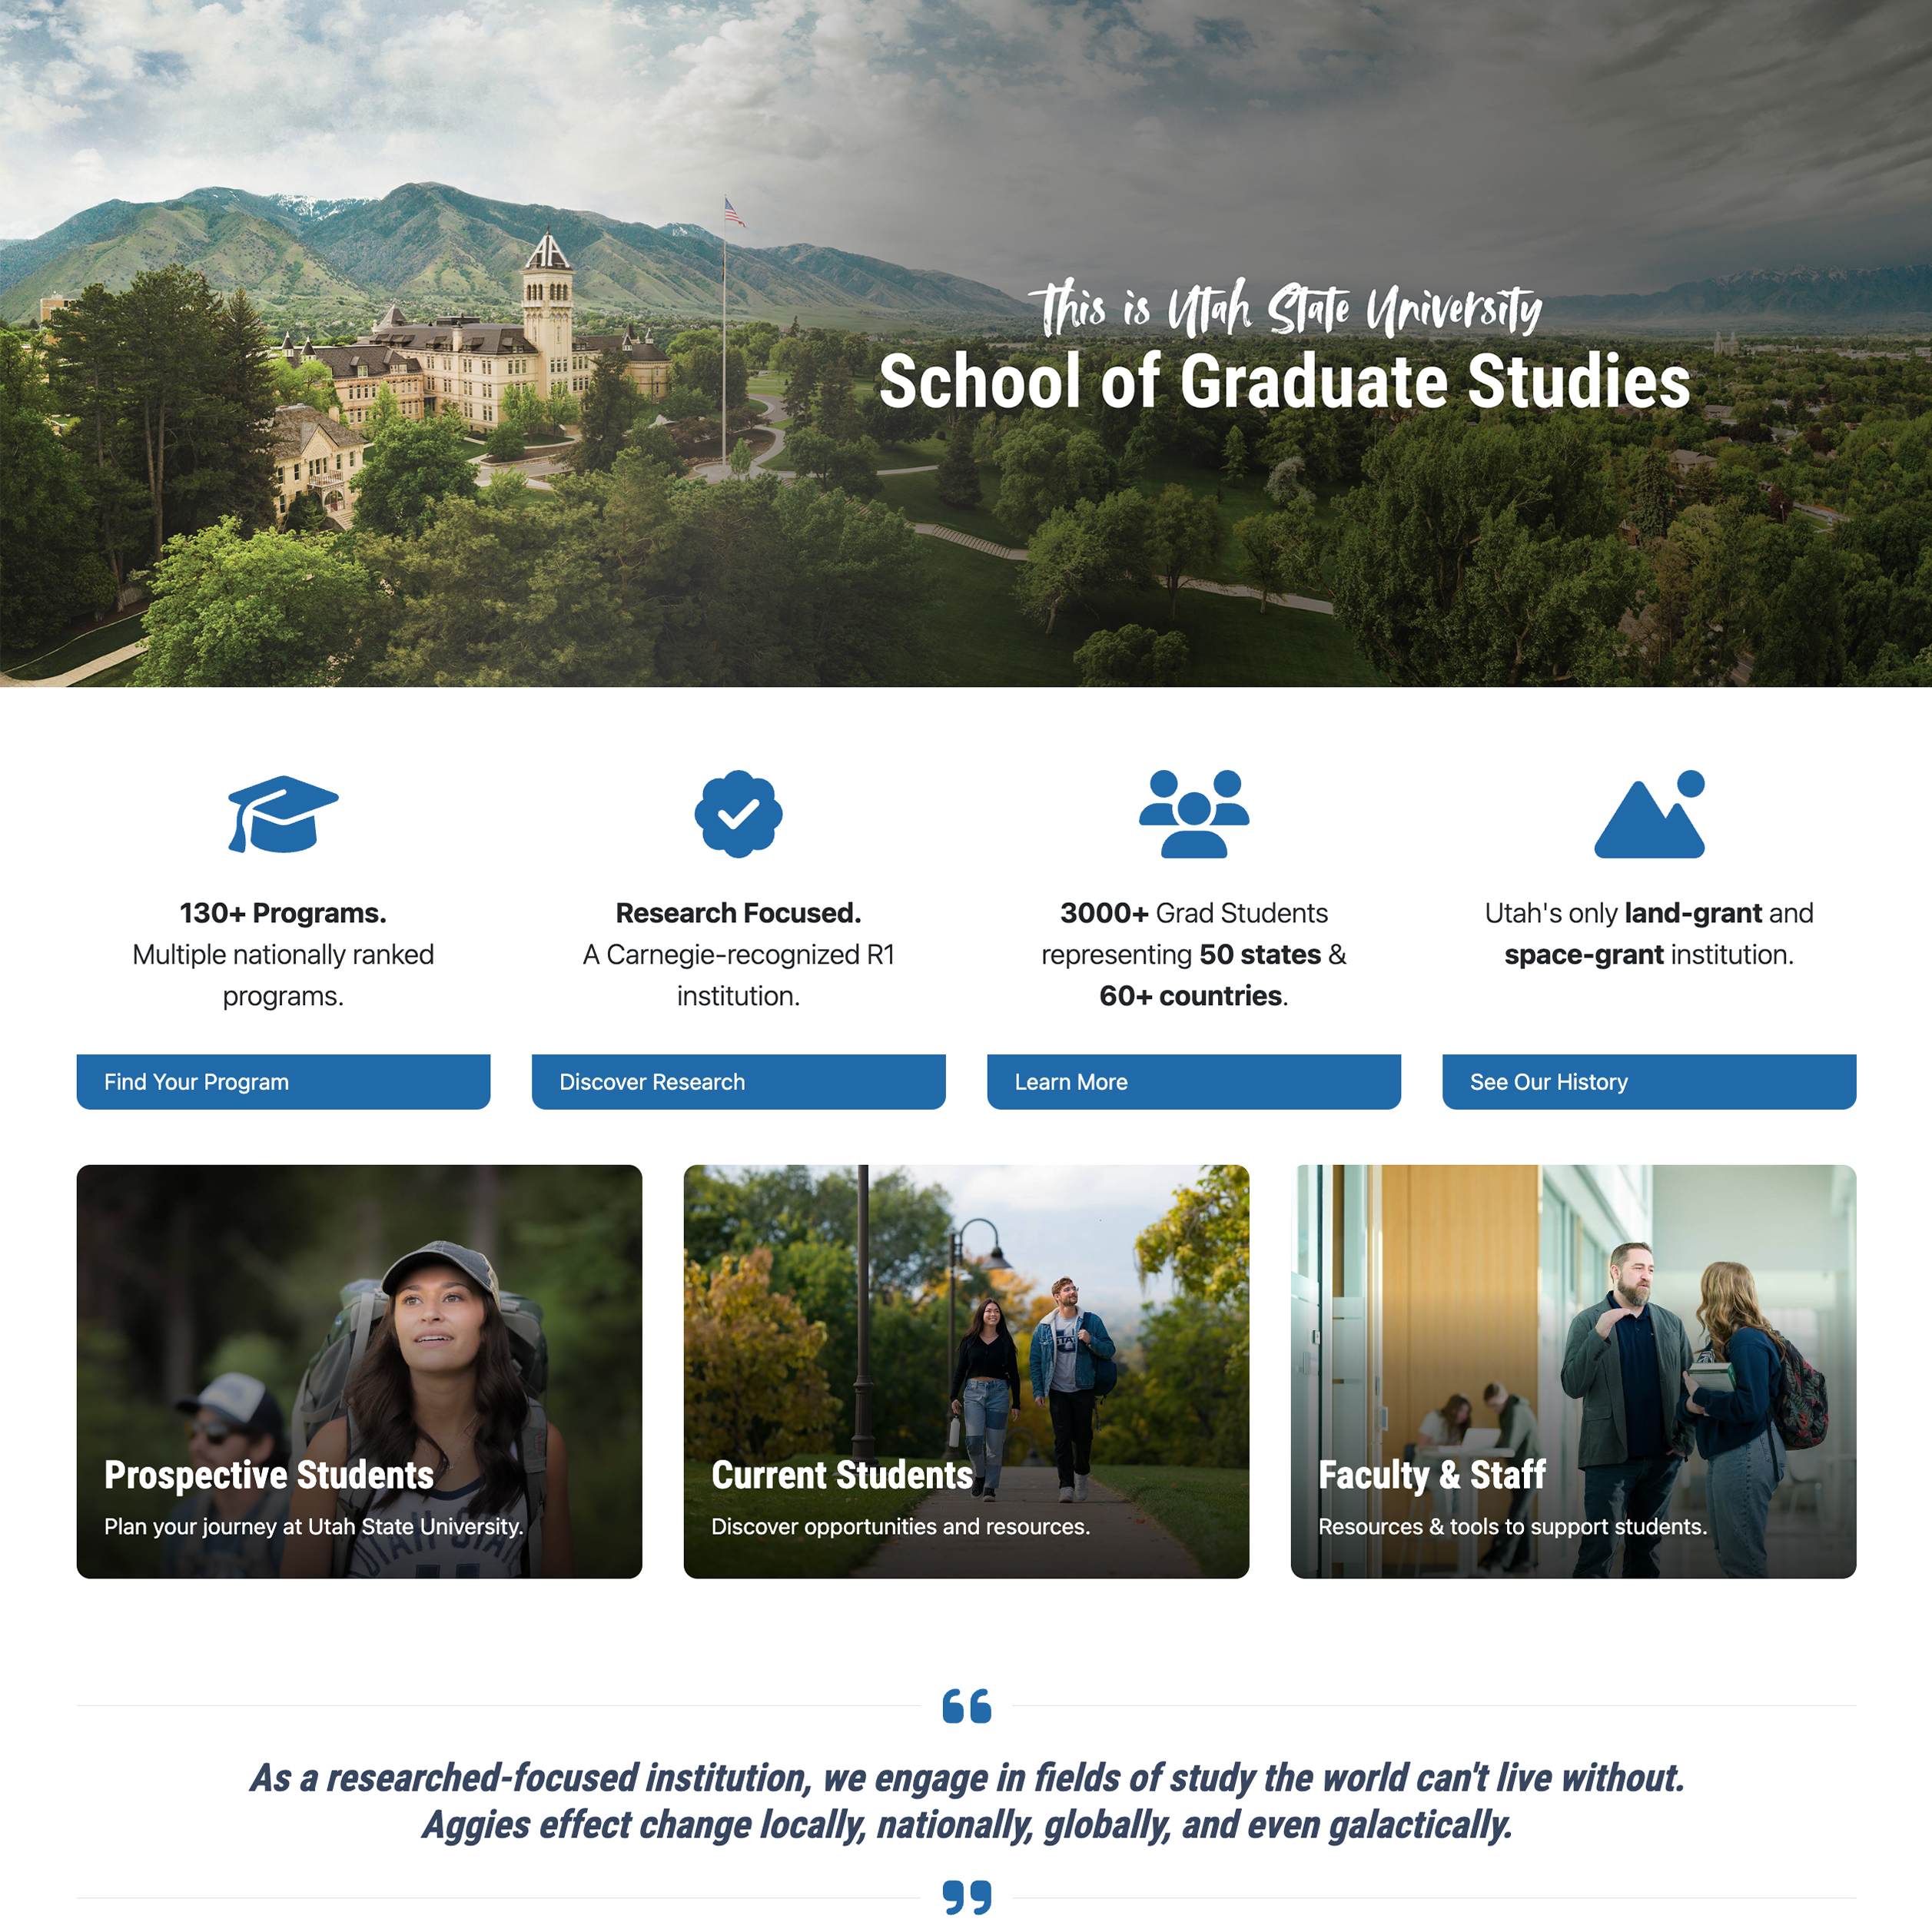 This is Utah State University
School of Graduate Studies
130+ Programs.
Multiple nationally ranked
programs.
Research Focused.
A Carnegie-recognized R1
institution.
3000+ Grad Students
representing 50 states &
60+ countries.
Utah's only land-grant and
space-grant institution.
Find Your Program
Discover Research
Learn More
See Our History
Prospective Students
Plan your journey at Utah State University.
Current Students
Discover opportunities and resources.
Faculty & Staff
Resources & tools to support students.
“
As a researched-focused institution, we engage in fields of study the world can't live without.
Aggies effect change locally, nationally, globally, and even galactically.
”